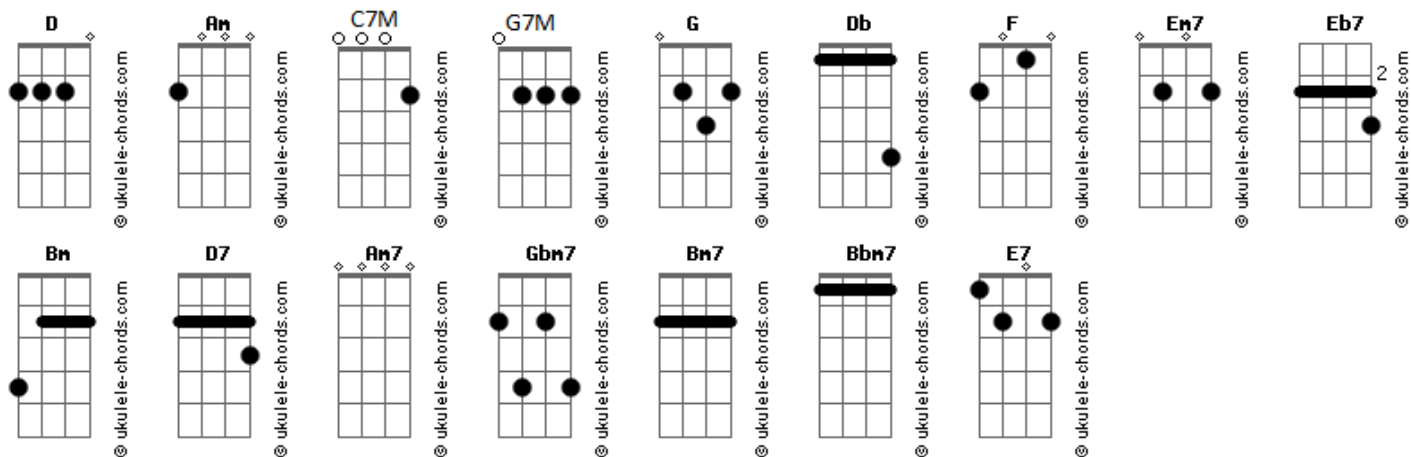 D Am C7M G7M G Db F Em7 Eb7
2
© ukulele-chords.com © ukulele-chords.com © ukulele-chords.com © ukulele-chords.com © ukulele-chords.com © ukulele-chords.com © ukulele-chords.com © ukulele-chords.com © ukulele-chords.com
Bm D7 Am7 Gbm7 Bm7 Bbm7 E7
© ukulele-chords.com © ukulele-chords.com © ukulele-chords.com © ukulele-chords.com © ukulele-chords.com © ukulele-chords.com © ukulele-chords.com